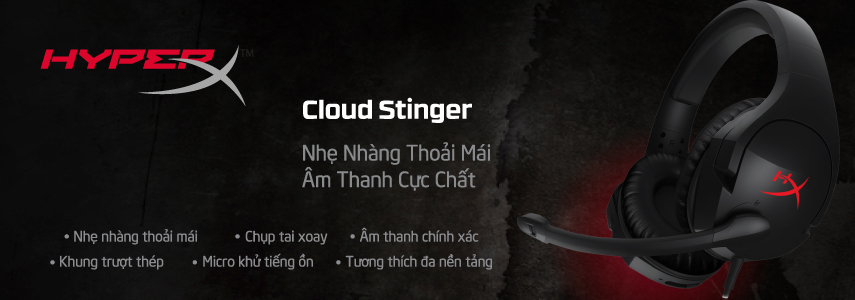 HYPERX™
Cloud Stinger
Nhẹ Nhàng Thoải Mái
Âm Thanh Cực Chất
• Nhẹ nhàng thoải mái • Chụp tai xoay • Âm thanh chính xác
• Khung trượt thép • Micro khử tiếng ồn • Tương thích đa nền tảng